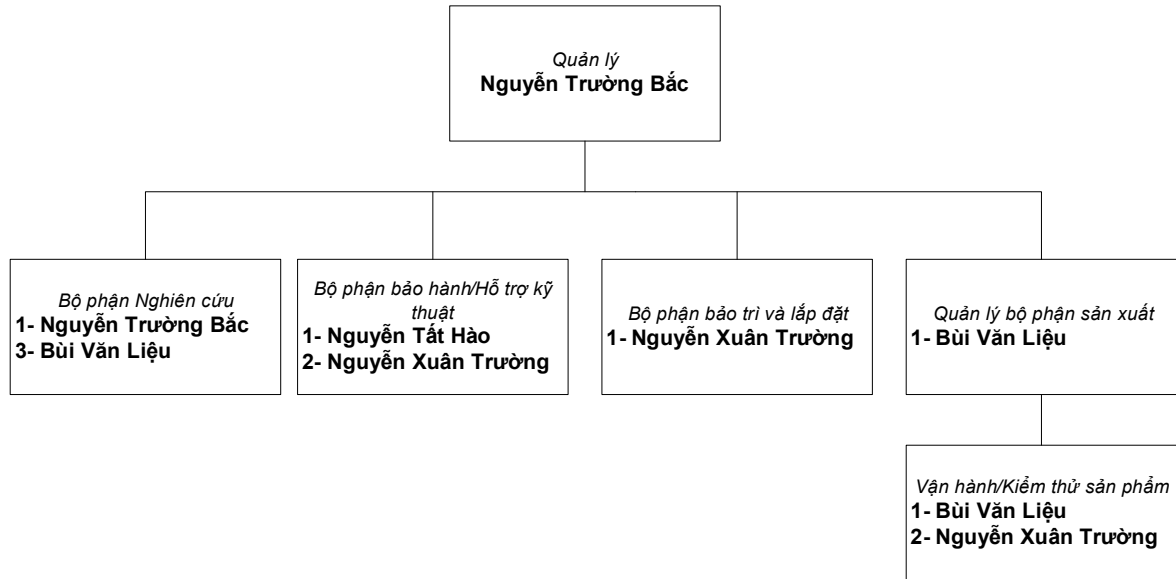 Quản lý
Nguyễn Trường Bắc
Bộ phận Nghiên cứu
1- Nguyễn Trường Bắc
3- Bùi Văn Liệu
Bộ phận bảo hành/Hỗ trợ kỹ
thuật
1- Nguyễn Tất Hào
2- Nguyễn Xuân Trường
Bộ phận bảo trì và lắp đặt
1- Nguyễn Xuân Trường
Quản lý bộ phận sản xuất
1- Bùi Văn Liệu
Vận hành/Kiểm thử sản phẩm
1- Bùi Văn Liệu
2- Nguyễn Xuân Trường